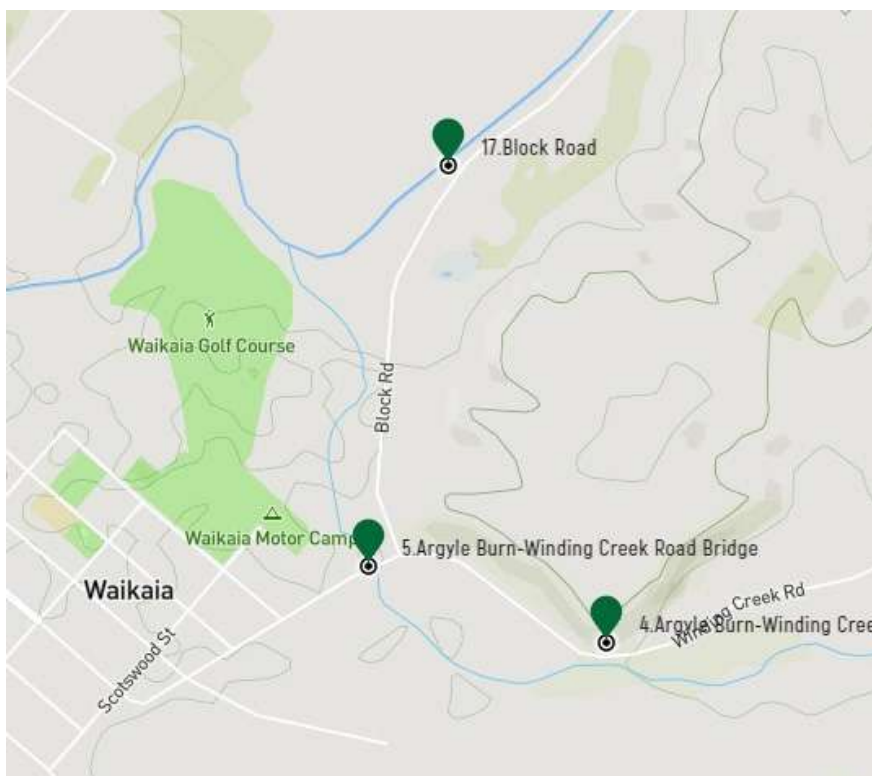 17.Block Road
Waikaia Golf Course
Block Rd
Waikaia Motor Camp
5.Argyle Burn-Winding Creek Road Bridge
Waikaia
Winding Creek Rd
4.Argyle Burn-Winding Cree
Scotswood St